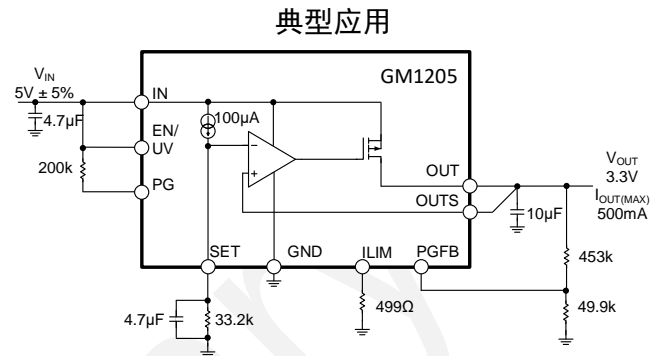 典型应用
GM1205
V_IN
5V ± 5%
4.7μF
200k
IN
EN/
UV
PG
100μA
−
+
OUT
OUTS
V_OUT
3.3V
I_OUT(MAX)
500mA
10μF
SET
GND
ILIM
PGFB
453k
4.7μF
33.2k
499Ω
49.9k